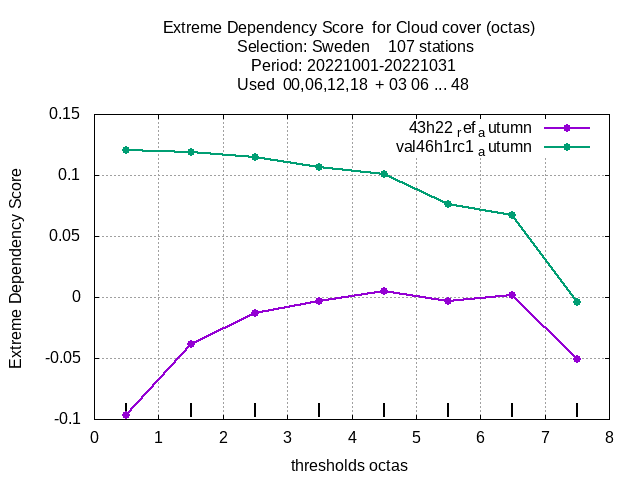 Extreme Dependency Score  for Cloud cover (octas)
Selection: Sweden    107 stations
Period: 20221001-20221031
Used  00,06,12,18  + 03 06 ... 48
43h22 ref autumn
val46h1rc1 autumn
Extreme Dependency Score
0.15
0.1
0.05
0
-0.05
-0.1
0 1 2 3 4 5 6 7 8
thresholds octas